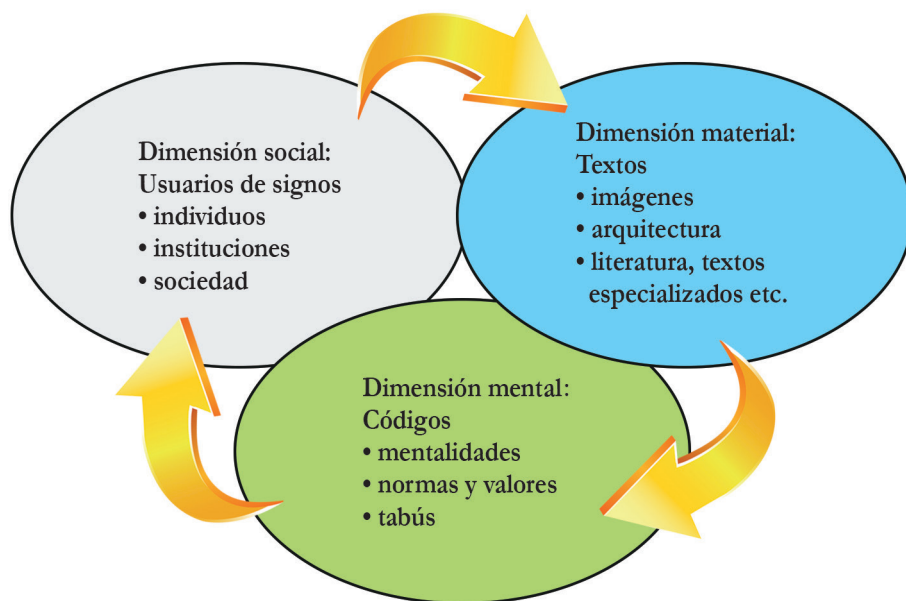 Dimensión social:
Usuarios de signos
• individuos
• instituciones
• sociedad
Dimensión material:
Textos
• imágenes
• arquitectura
• literatura, textos
especializados etc.
Dimensión mental:
Códigos
• mentalidades
• normas y valores
• tabús